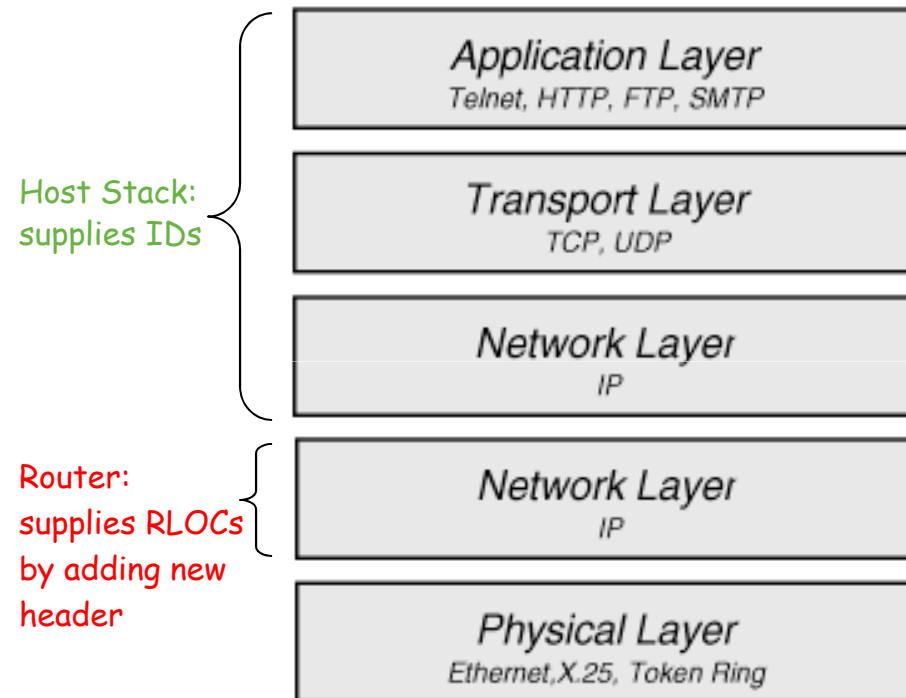 Application Layer
Telnet, HTTP, FTP, SMTP
Host Stack:
supplies IDs
Transport Layer
TCP, UDP
Network Layer
IP
Router:
supplies RLOCs
by adding new
header
Network Layer
IP
Physical Layer
Ethernet,X.25, Token Ring